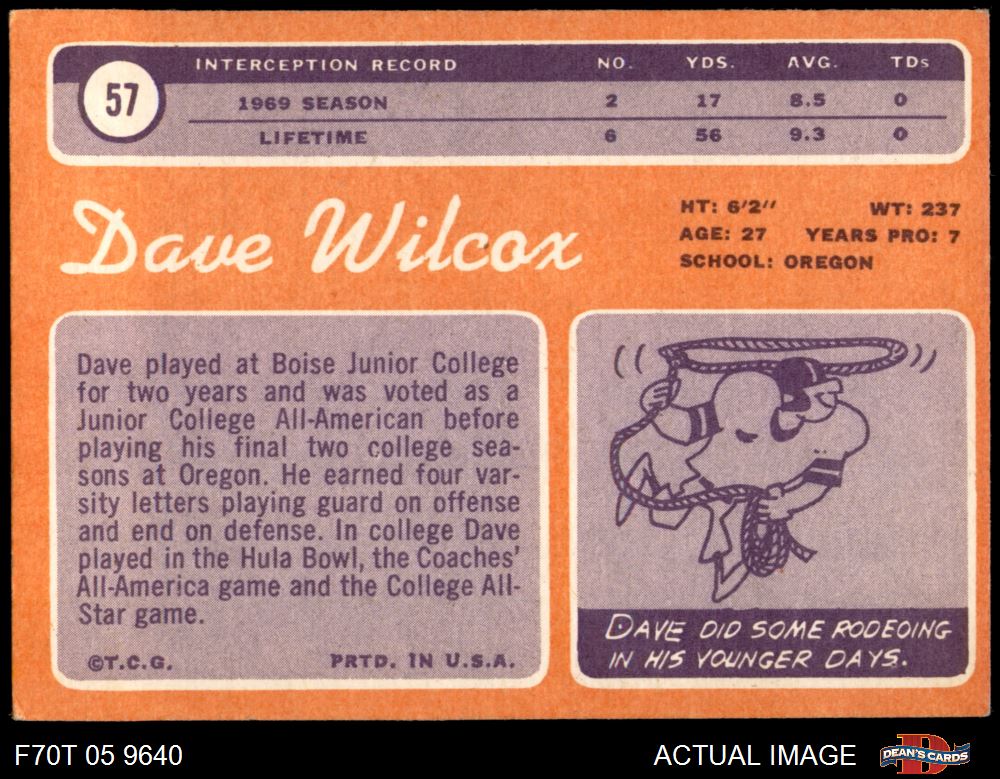 57
INTERCEPTION RECORD NO. YDS. AVG. TDs
1969 SEASON 2 17 8.5 0
LIFETIME 6 56 9.3 0
Dave Wilcox
HT: 6'2" WT: 237
AGE: 27 YEARS PRO: 7
SCHOOL: OREGON
Dave played at Boise Junior College
for two years and was voted as a
Junior College All-American before
playing his final two college sea-
sons at Oregon. He earned four var-
sity letters playing guard on offense
and end on defense. In college Dave
played in the Hula Bowl, the Coaches'
All-America game and the College All-
Star game.
©T.C.G. PRTD. IN U.S.A.
DAVE DID SOME RODEOING
IN HIS YOUNGER DAYS.
F70T 05 9640 ACTUAL IMAGE DEAN'S CARDS